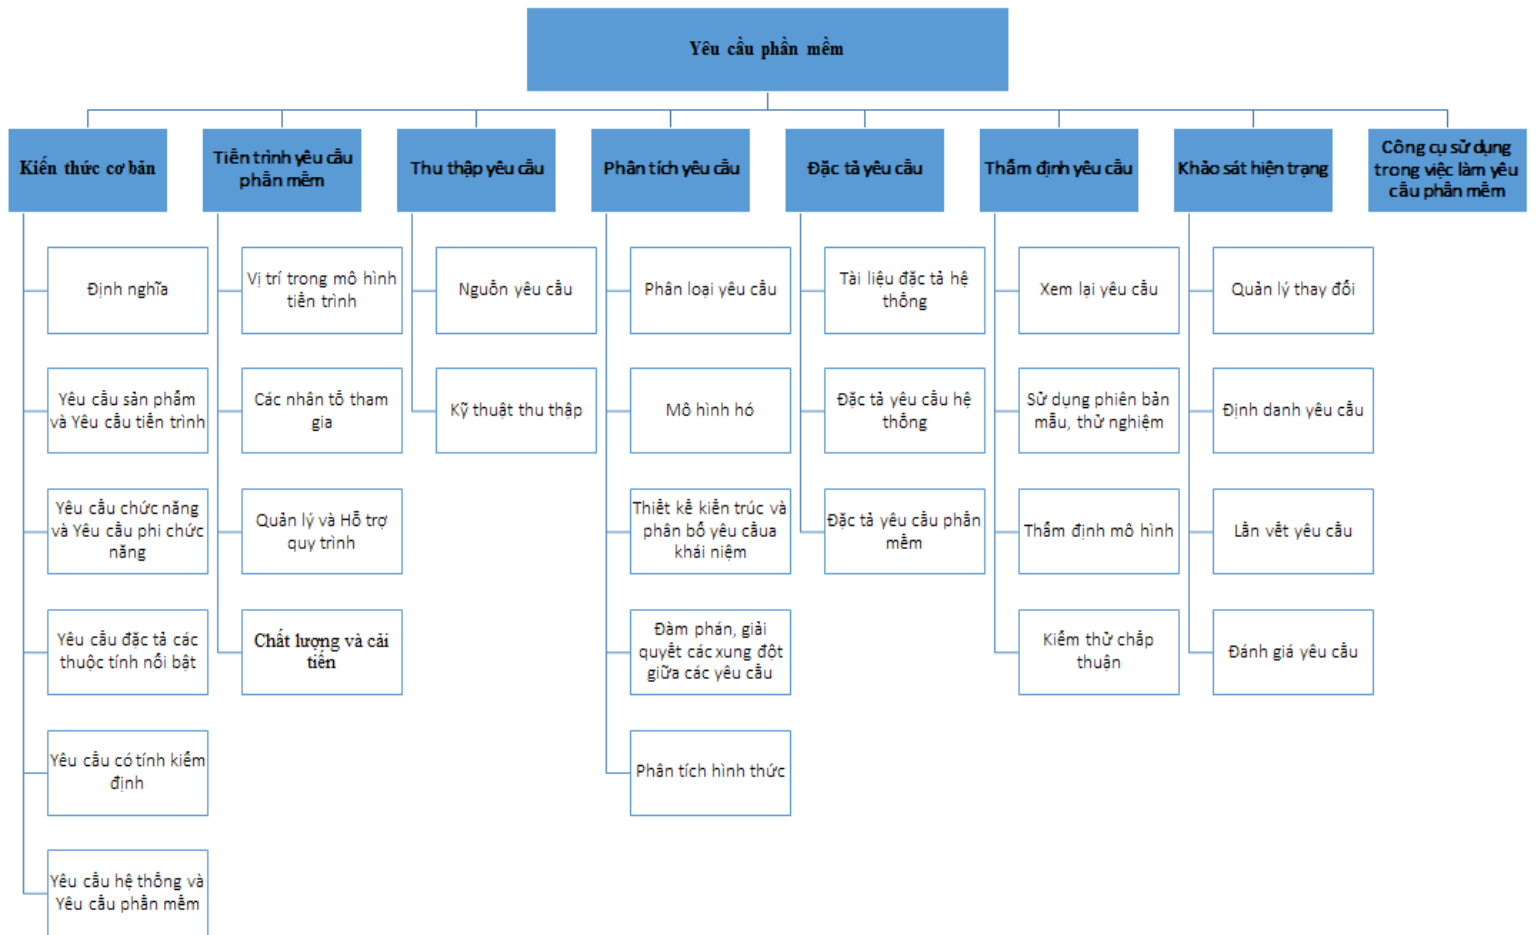 Yêu cầu phần mềm
Kiến thức cơ bản
Tiến trình yêu cầu
phần mềm
Thu thập yêu cầu
Phân tích yêu cầu
Đặc tả yêu cầu
Thẩm định yêu cầu
Khảo sát hiện trạng
Công cụ sử dụng
trong việc làm yêu
cầu phần mềm
Định nghĩa
Yêu cầu sản phẩm
và Yêu cầu tiến trình
Yêu cầu chức năng
và Yêu cầu phi chức
năng
Yêu cầu đặc tả các
thuộc tính nổi bật
Yêu cầu có tính kiểm
định
Yêu cầu hệ thống và
Yêu cầu phần mềm
Vị trí trong mô hình
tiến trình
Các nhân tố tham
gia
Quản lý và Hỗ trợ
quy trình
Chất lượng và cải
tiến
Nguồn yêu cầu
Kỹ thuật thu thập
Phân loại yêu cầu
Mô hình hó
Thiết kế kiến trúc và
phân bổ yêu cầua
khái niệm
Đàm phán, giải
quyết các xung đột
giữa các yêu cầu
Phân tích hình thức
Tài liệu đặc tả hệ
thống
Đặc tả yêu cầu hệ
thống
Đặc tả yêu cầu phần
mềm
Xem lại yêu cầu
Sử dụng phiên bản
mẫu, thử nghiệm
Thẩm định mô hình
Kiểm thử chấp
thuận
Quản lý thay đổi
Định danh yêu cầu
Lần vết yêu cầu
Đánh giá yêu cầu